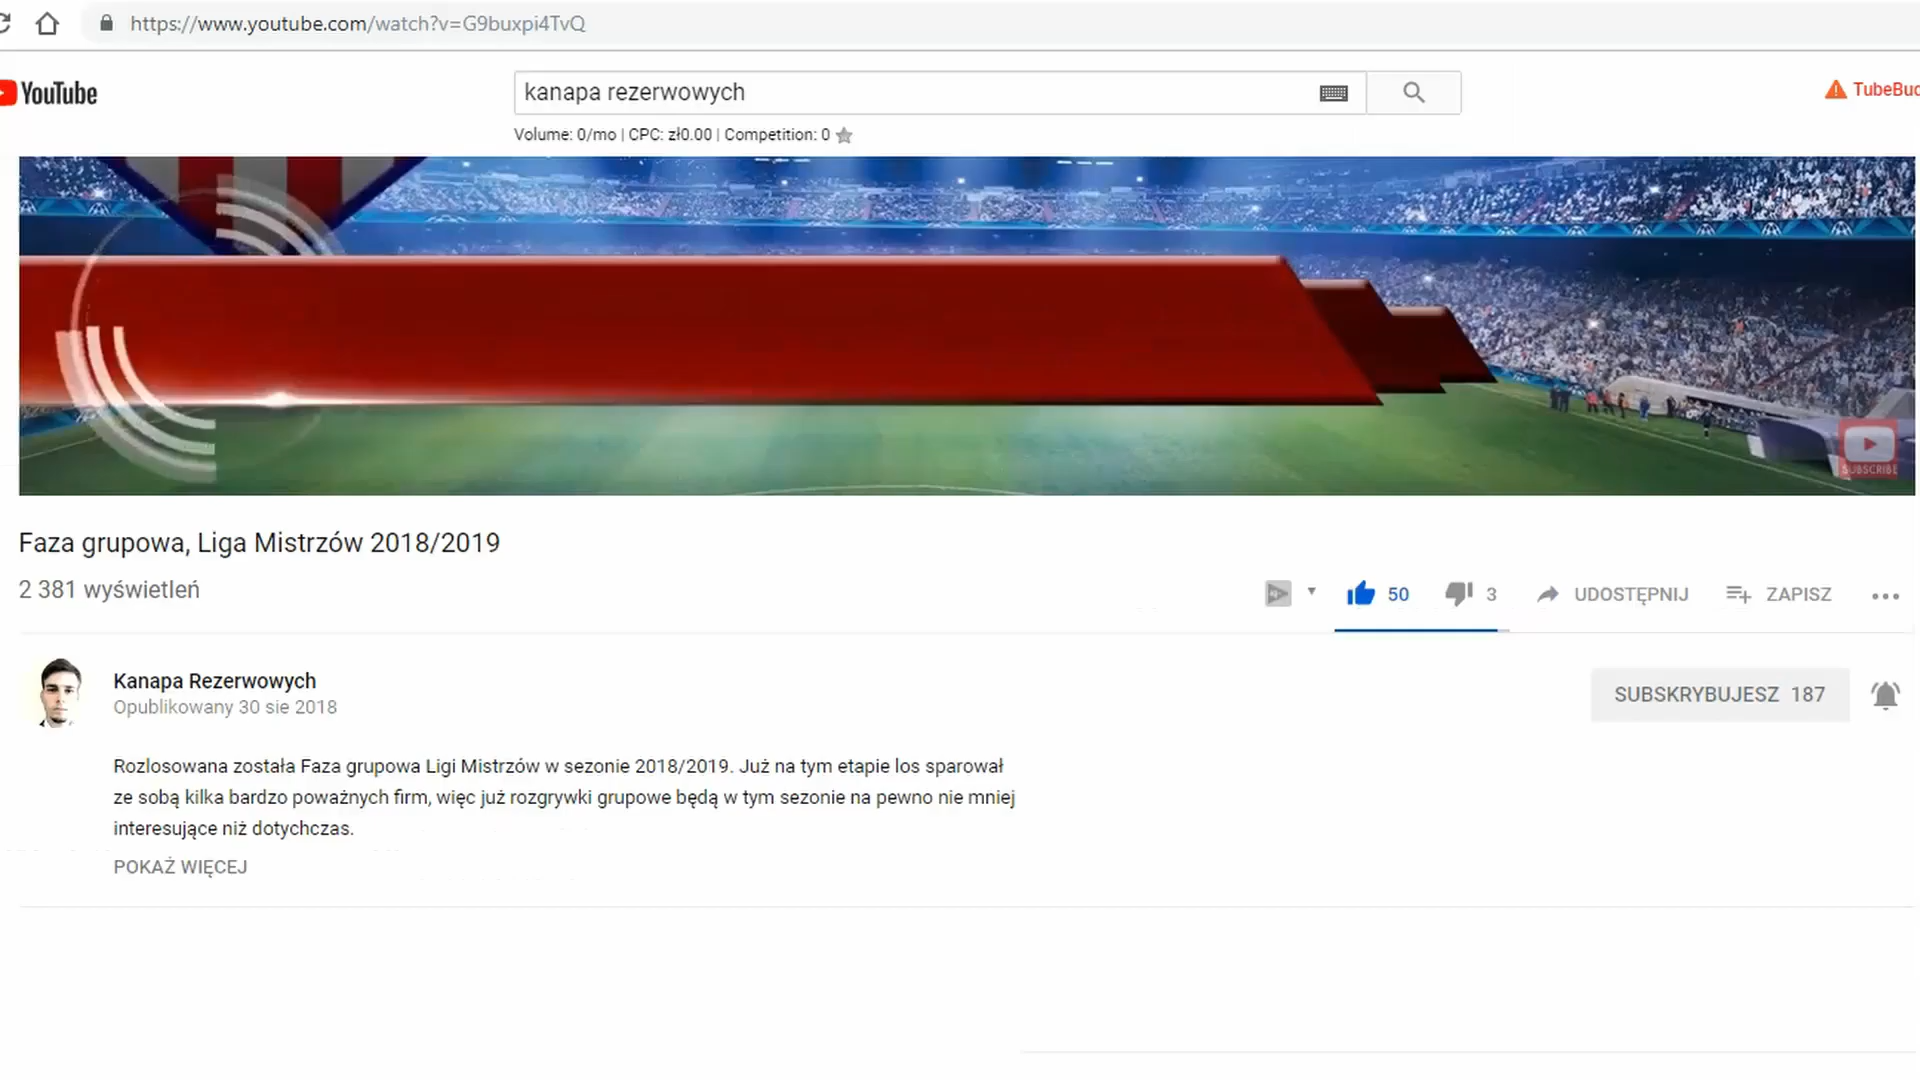 https://www.youtube.com/watch?v=G9buxpi4TvQ
YouTube
kanapa rezerwowych
Volume: 0/mo | CPC: zł0.00 | Competition: 0
SUBSCRIBE
Faza grupowa, Liga Mistrzów 2018/2019
2 381 wyświetleń
50
3
UDOSTĘPNIJ
ZAPISZ
Kanapa Rezerwowych
Opublikowany 30 sie 2018
SUBSKRYBUJESZ 187
Rozlosowana została Faza grupowa Ligi Mistrzów w sezonie 2018/2019. Już na tym etapie los sparował
ze sobą kilka bardzo poważnych firm, więc już rozgrywki grupowe będą w tym sezonie na pewno nie mniej
interesujące niż dotychczas.
POKAŻ WIĘCEJ